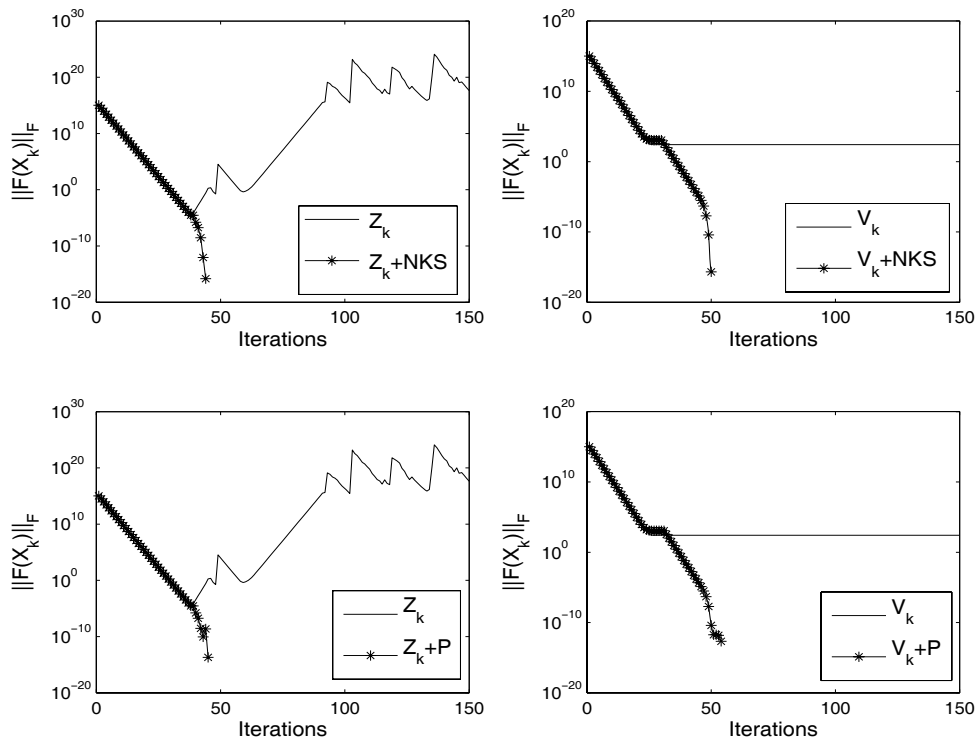 10^30
10^20
10^10
10^0
10^−10
10^−20
||F(X_k)||_F
0
50
100
150
Iterations
Z_k
Z_k+NKS
10^20
10^10
10^0
10^−10
10^−20
||F(X_k)||_F
0
50
100
150
Iterations
V_k
V_k+NKS
10^30
10^20
10^10
10^0
10^−10
10^−20
||F(X_k)||_F
0
50
100
150
Iterations
Z_k
Z_k+P
10^20
10^10
10^0
10^−10
10^−20
||F(X_k)||_F
0
50
100
150
Iterations
V_k
V_k+P